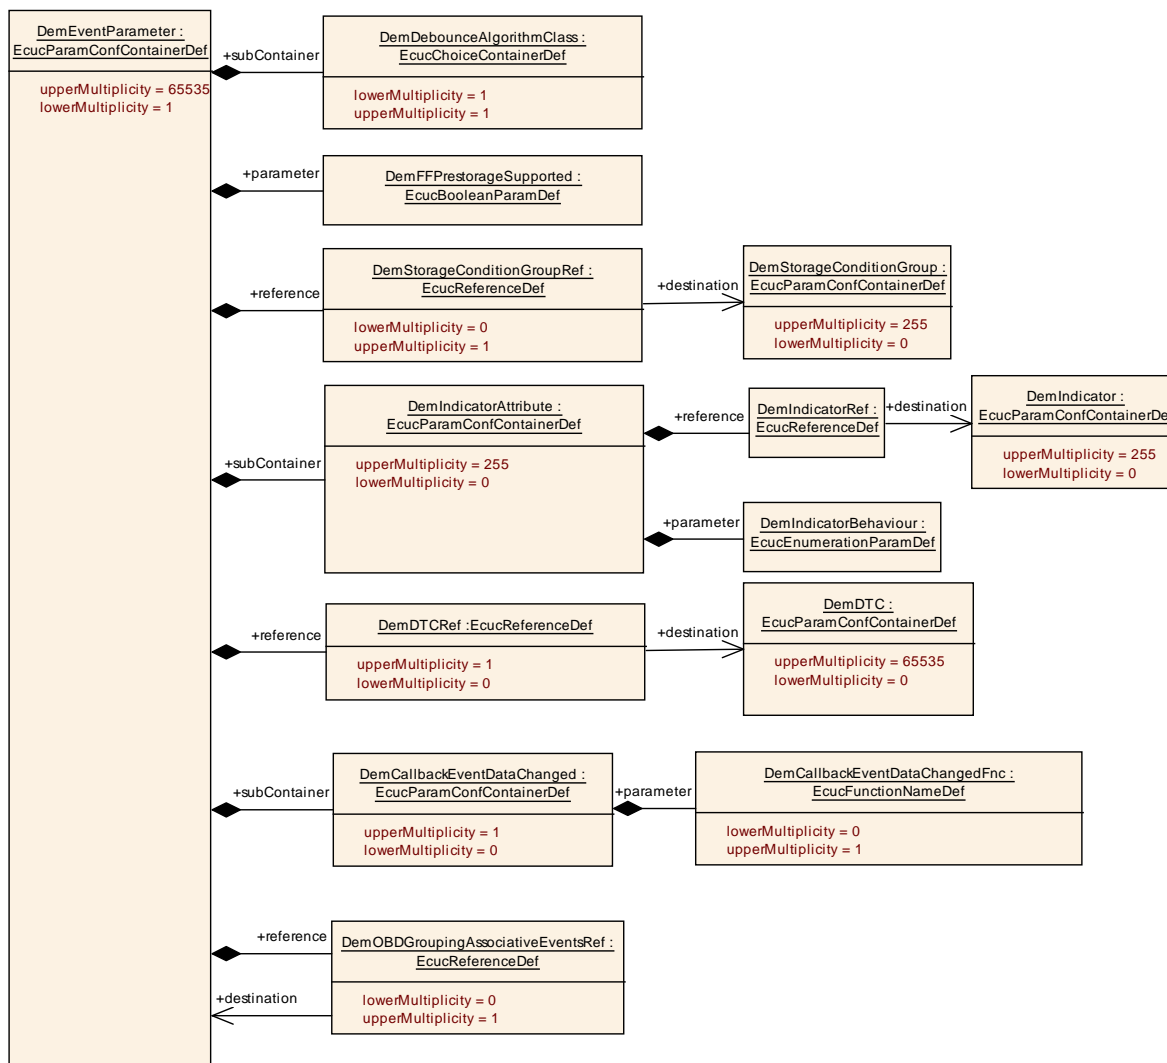 DemEventParameter :
EcucParamConfContainerDef
upperMultiplicity = 65535
lowerMultiplicity = 1
+subContainer
DemDebounceAlgorithmClass :
EcucChoiceContainerDef
lowerMultiplicity = 1
upperMultiplicity = 1
+parameter
DemFFPrestorageSupported :
EcucBooleanParamDef
+reference
DemStorageConditionGroupRef :
EcucReferenceDef
lowerMultiplicity = 0
upperMultiplicity = 1
+destination
DemStorageConditionGroup :
EcucParamConfContainerDef
upperMultiplicity = 255
lowerMultiplicity = 0
+subContainer
DemIndicatorAttribute :
EcucParamConfContainerDef
upperMultiplicity = 255
lowerMultiplicity = 0
+reference
DemIndicatorRef :
EcucReferenceDef
+destination
DemIndicator :
EcucParamConfContainerDe
upperMultiplicity = 255
lowerMultiplicity = 0
+parameter
DemIndicatorBehaviour :
EcucEnumerationParamDef
+reference
DemDTCRef :EcucReferenceDef
upperMultiplicity = 1
lowerMultiplicity = 0
+destination
DemDTC :
EcucParamConfContainerDef
upperMultiplicity = 65535
lowerMultiplicity = 0
+subContainer
DemCallbackEventDataChanged :
EcucParamConfContainerDef
upperMultiplicity = 1
lowerMultiplicity = 0
+parameter
DemCallbackEventDataChangedFnc :
EcucFunctionNameDef
lowerMultiplicity = 0
upperMultiplicity = 1
+reference
DemOBDGroupingAssociativeEventsRef :
EcucReferenceDef
+destination
lowerMultiplicity = 0
upperMultiplicity = 1